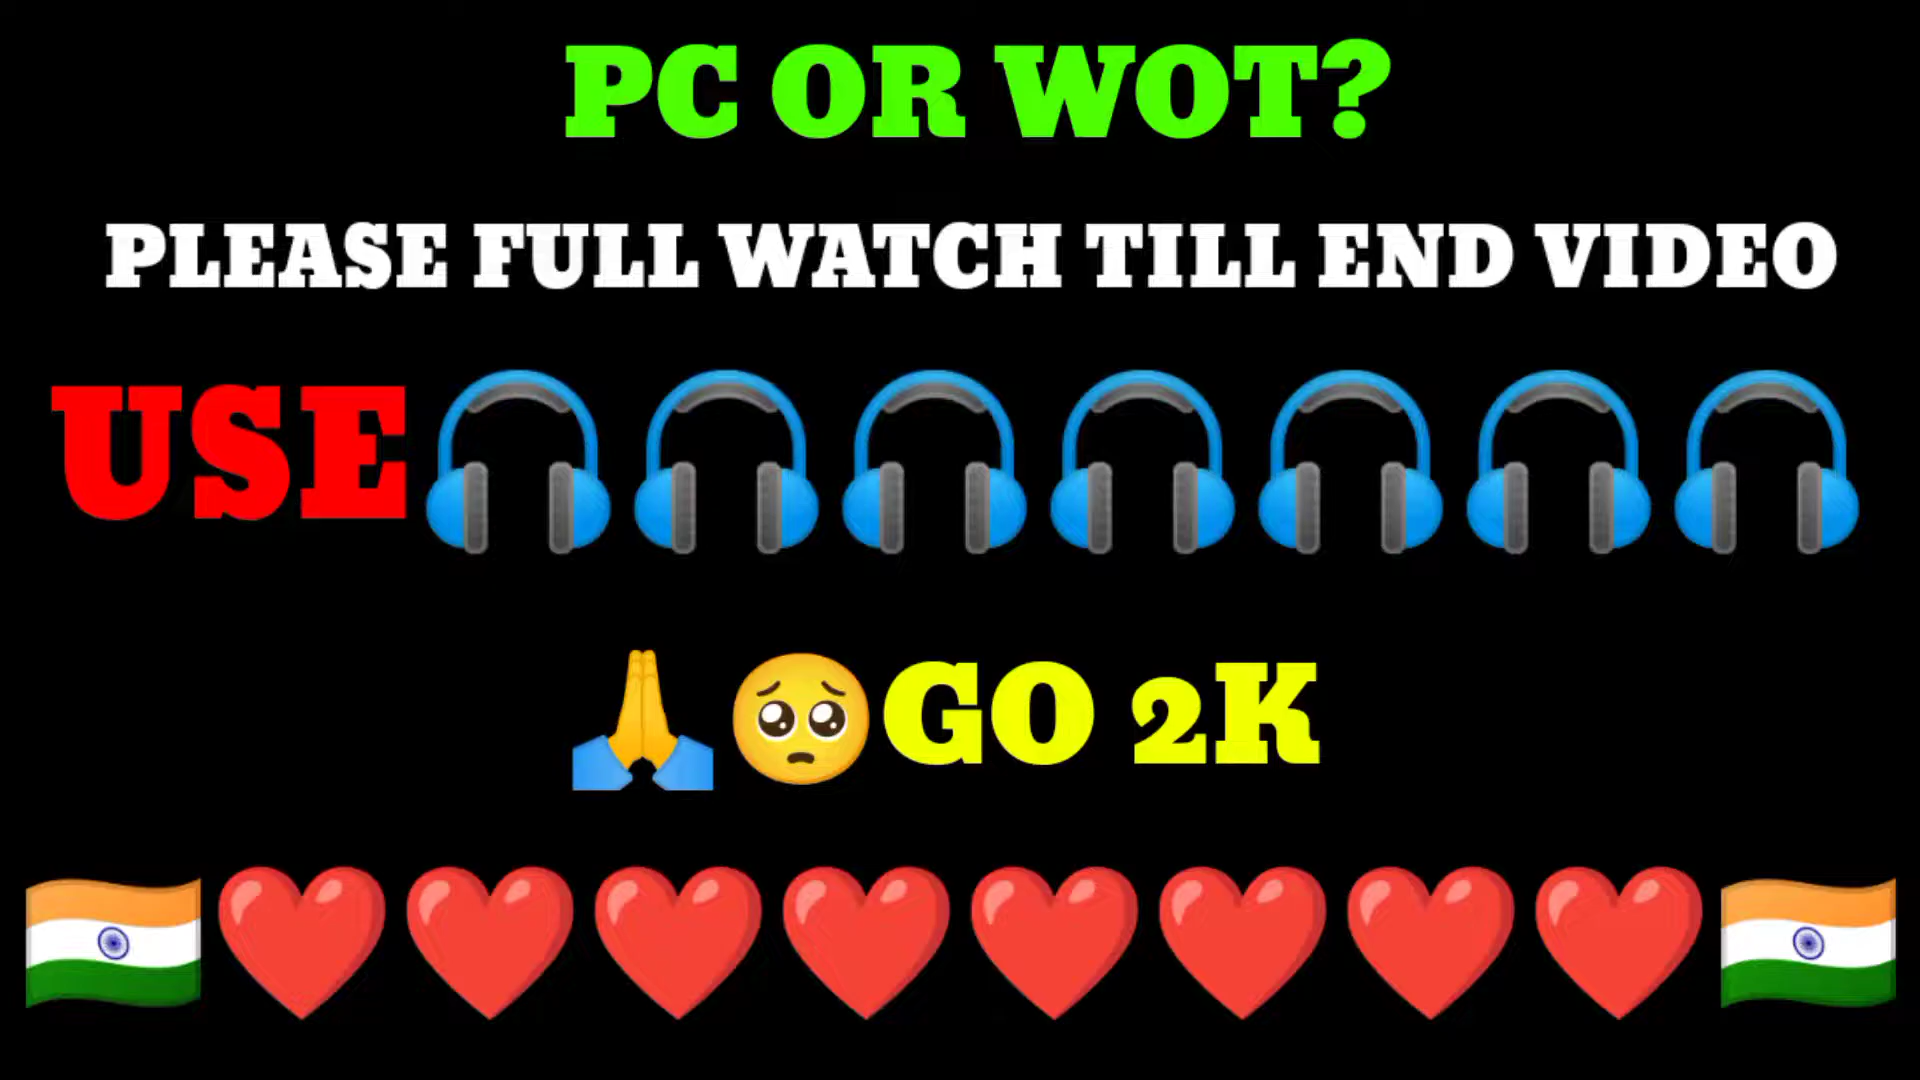 PC OR WOT?
PLEASE FULL WATCH TILL END VIDEO
USE🎧🎧🎧🎧🎧🎧🎧
🙏🥺GO 2K
🇮🇳❤️❤️❤️❤️❤️❤️❤️❤️🇮🇳